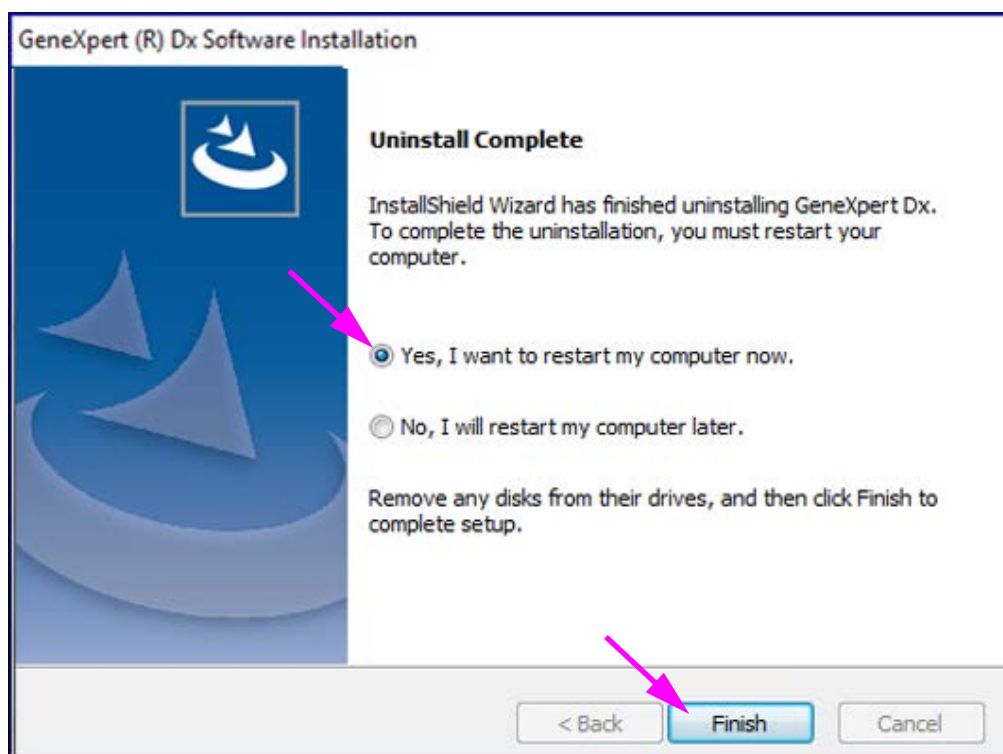 GeneXpert (R) Dx Software Installation
Uninstall Complete
InstallShield Wizard has finished uninstalling GeneXpert Dx.
To complete the uninstallation, you must restart your
computer.
Yes, I want to restart my computer now.
No, I will restart my computer later.
Remove any disks from their drives, and then click Finish to
complete setup.
< Back Finish Cancel